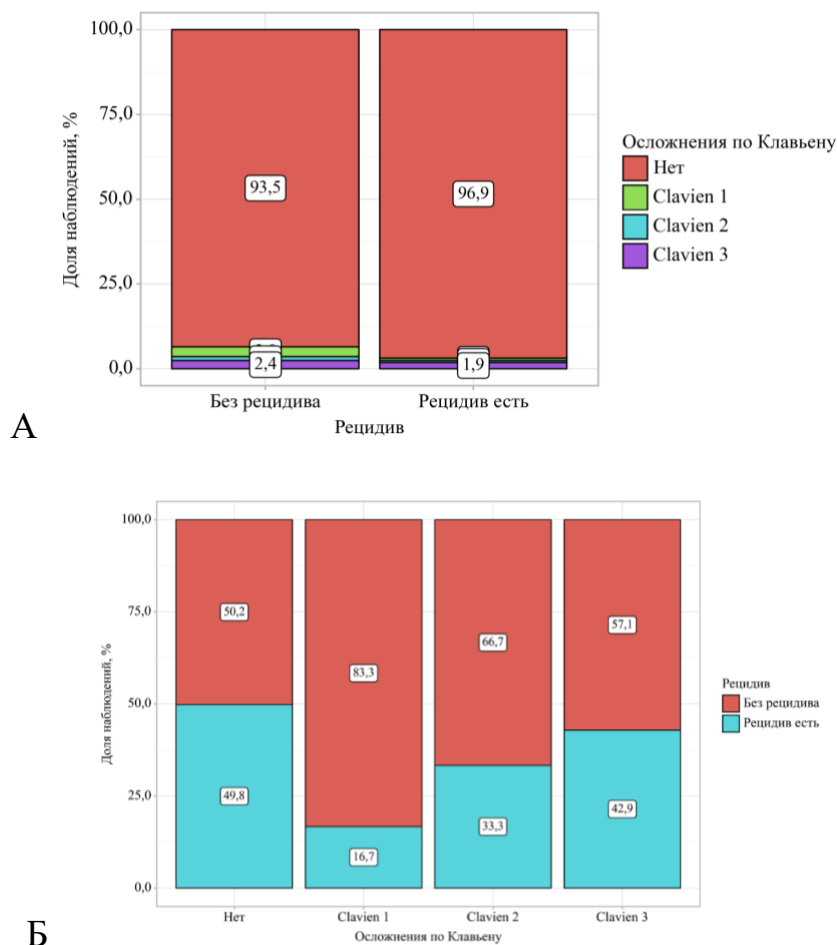 100,0
75,0
50,0
25,0
0,0
Доля наблюдений, %
93,5
96,9
2,4
1,9
Без рецидива
Рецидив есть
Рецидив
Осложнения по Клавьену
Нет
Clavien 1
Clavien 2
Clavien 3
А
100,0
75,0
50,0
25,0
0,0
Доля наблюдений, %
50,2
83,3
66,7
57,1
49,8
16,7
33,3
42,9
Нет
Clavien 1
Clavien 2
Clavien 3
Осложнения по Клавьену
Рецидив
Без рецидива
Рецидив есть
Б